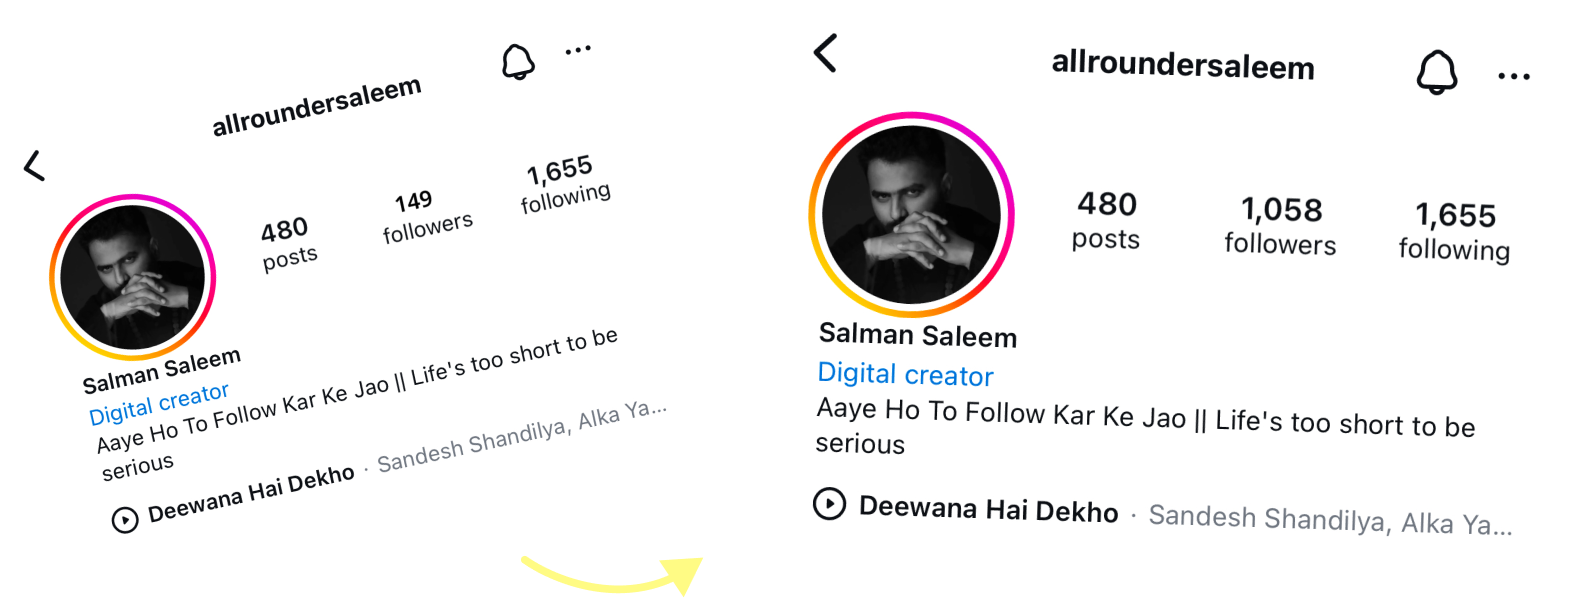 allroundersaleem
480
posts
149
followers
1,655
following
Salman Saleem
Digital creator
Aaye Ho To Follow Kar Ke Jao || Life's too short to be
serious
Deewana Hai Dekho · Sandesh Shandilya, Alka Ya...
allroundersaleem
480
posts
1,058
followers
1,655
following
Salman Saleem
Digital creator
Aaye Ho To Follow Kar Ke Jao || Life's too short to be
serious
Deewana Hai Dekho · Sandesh Shandilya, Alka Ya...